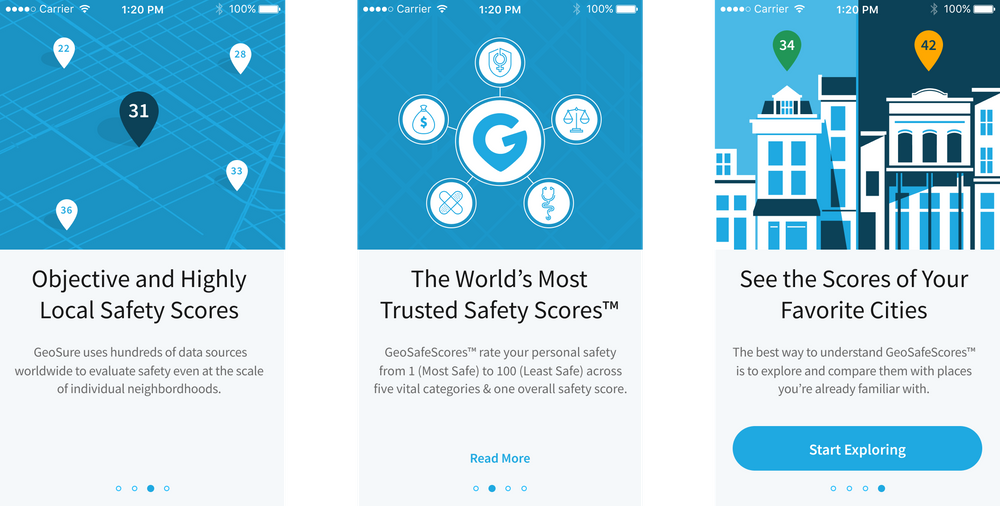 Carrier 1:20 PM 100%
22
28
31
33
36
Objective and Highly
Local Safety Scores
GeoSure uses hundreds of data sources
worldwide to evaluate safety even at the scale
of individual neighbordhoods.
Carrier 1:20 PM 100%
$
G
The World's Most
Trusted Safety Scores™
GeoSafeScores™ rate your personal safety
from 1 (Most Safe) to 100 (Least Safe) across
five vital categories & one overall safety score.
Read More
Carrier 1:20 PM 100%
34
42
See the Scores of Your
Favorite Cities
The best way to understand GeoSafeScores™
is to explore and compare them with places
you're already familiar with.
Start Exploring